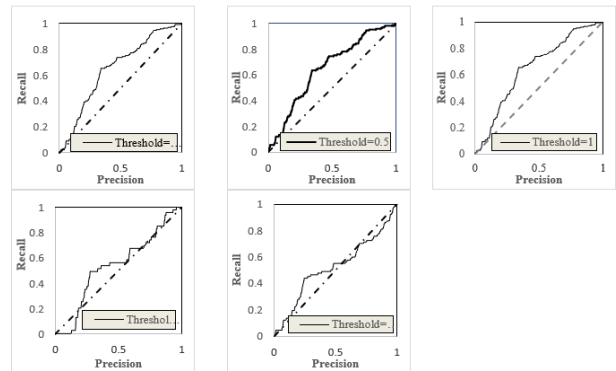 1
0.8
0.6
0.4
0.2
0
Recall
Threshold=...
0 0.5 1
Precision
1
0.8
0.6
0.4
0.2
0
Recall
Threshold=0.5
0 0.5 1
Precision
1
0.8
0.6
0.4
0.2
0
Recall
Threshold=1
0 0.5 1
Precision
1
0.8
0.6
0.4
0.2
0
Recall
Threshol...
0 0.5 1
Precision
1
0.8
0.6
0.4
0.2
0
Recall
Threshold=..
0 0.5 1
Precision